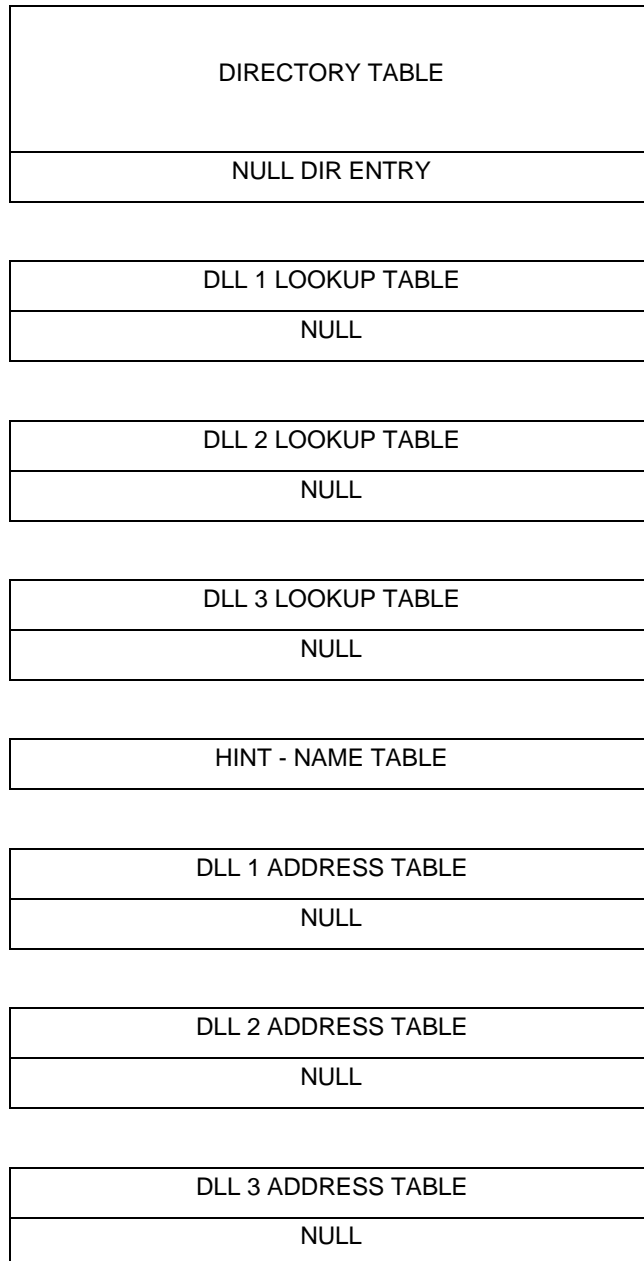 DIRECTORY TABLE
NULL DIR ENTRY
DLL 1 LOOKUP TABLE
NULL
DLL 2 LOOKUP TABLE
NULL
DLL 3 LOOKUP TABLE
NULL
HINT - NAME TABLE
DLL 1 ADDRESS TABLE
NULL
DLL 2 ADDRESS TABLE
NULL
DLL 3 ADDRESS TABLE
NULL